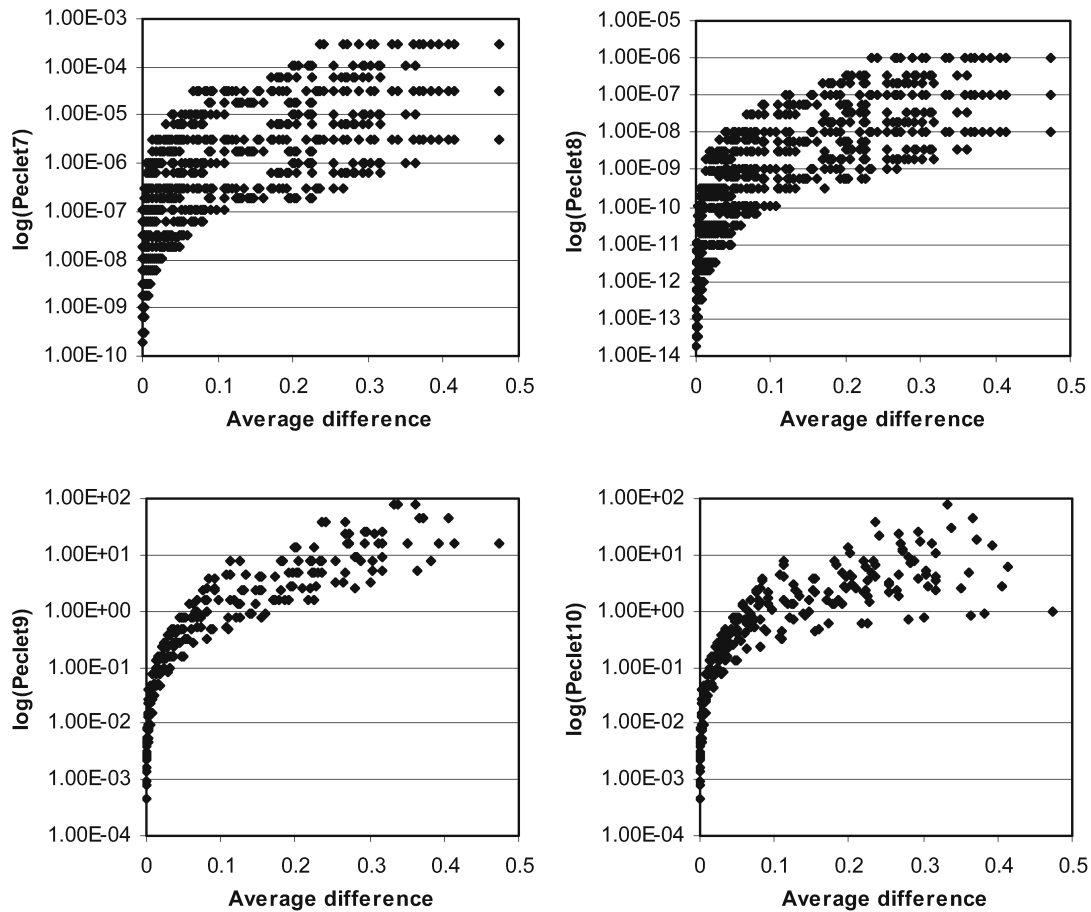 1.00E-03
1.00E-04
1.00E-05
1.00E-06
1.00E-07
1.00E-08
1.00E-09
1.00E-10
log(Peclet7)
0 0.1 0.2 0.3 0.4 0.5
Average difference
1.00E-05
1.00E-06
1.00E-07
1.00E-08
1.00E-09
1.00E-10
1.00E-11
1.00E-12
1.00E-13
1.00E-14
log(Peclet8)
0 0.1 0.2 0.3 0.4 0.5
Average difference
1.00E+02
1.00E+01
1.00E+00
1.00E-01
1.00E-02
1.00E-03
1.00E-04
log(Peclet9)
0 0.1 0.2 0.3 0.4 0.5
Average difference
1.00E+02
1.00E+01
1.00E+00
1.00E-01
1.00E-02
1.00E-03
1.00E-04
log(Peclet10)
0 0.1 0.2 0.3 0.4 0.5
Average difference